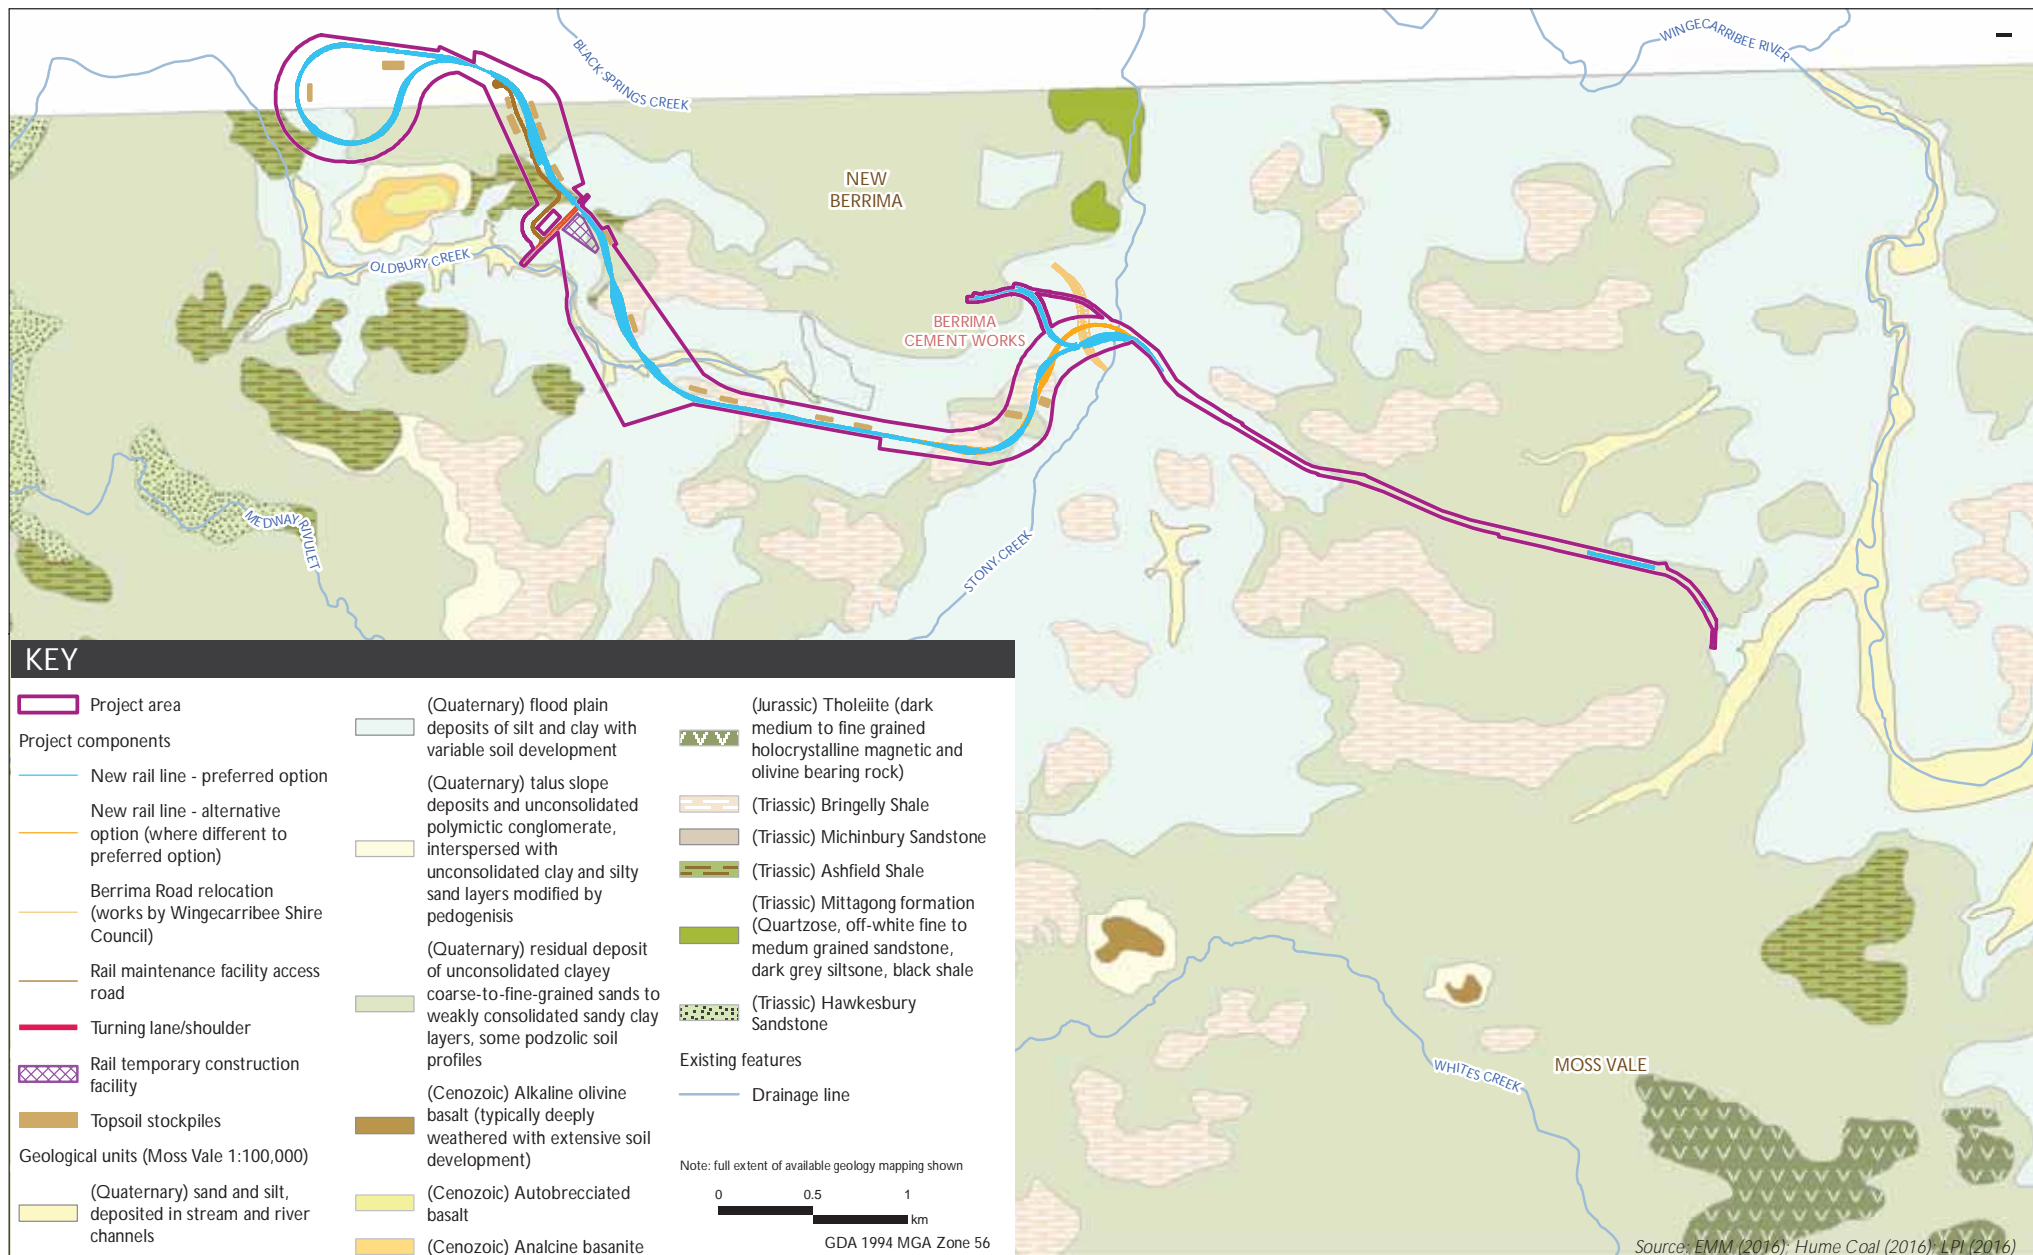 BLACK SPRINGS CREEK
WINGECARRIBEE RIVER
NEW
BERRIMA
OLDBURY CREEK
BERRIMA
CEMENT WORKS
MEDWAY RIVULET
STONY CREEK
WHITES CREEK
MOSS VALE
KEY
Project area
Project components
New rail line - preferred option
New rail line - alternative
option (where different to
preferred option)
Berrima Road relocation
(works by Wingecarribee Shire
Council)
Rail maintenance facility access
road
Turning lane/shoulder
Rail temporary construction
facility
Topsoil stockpiles
Geological units (Moss Vale 1:100,000)
(Quaternary) sand and silt,
deposited in stream and river
channels
(Quaternary) flood plain
deposits of silt and clay with
variable soil development
(Quaternary) talus slope
deposits and unconsolidated
polymictic conglomerate,
interspersed with
unconsolidated clay and silty
sand layers modified by
pedogenisis
(Quaternary) residual deposit
of unconsolidated clayey
coarse-to-fine-grained sands to
weakly consolidated sandy clay
layers, some podzolic soil
profiles
(Cenozoic) Alkaline olivine
basalt (typically deeply
weathered with extensive soil
development)
(Cenozoic) Autobrecciated
basalt
(Cenozoic) Analcine basanite
(Jurassic) Tholeiite (dark
medium to fine grained
holocrystalline magnetic and
olivine bearing rock)
(Triassic) Bringelly Shale
(Triassic) Michinbury Sandstone
(Triassic) Ashfield Shale
(Triassic) Mittagong formation
(Quartzose, off-white fine to
medum grained sandstone,
dark grey siltsone, black shale
(Triassic) Hawkesbury
Sandstone
Existing features
Drainage line
Note: full extent of available geology mapping shown
0 0.5 1
km
GDA 1994 MGA Zone 56
Source: EMM (2016); Hume Coal (2016); LPI (2016)